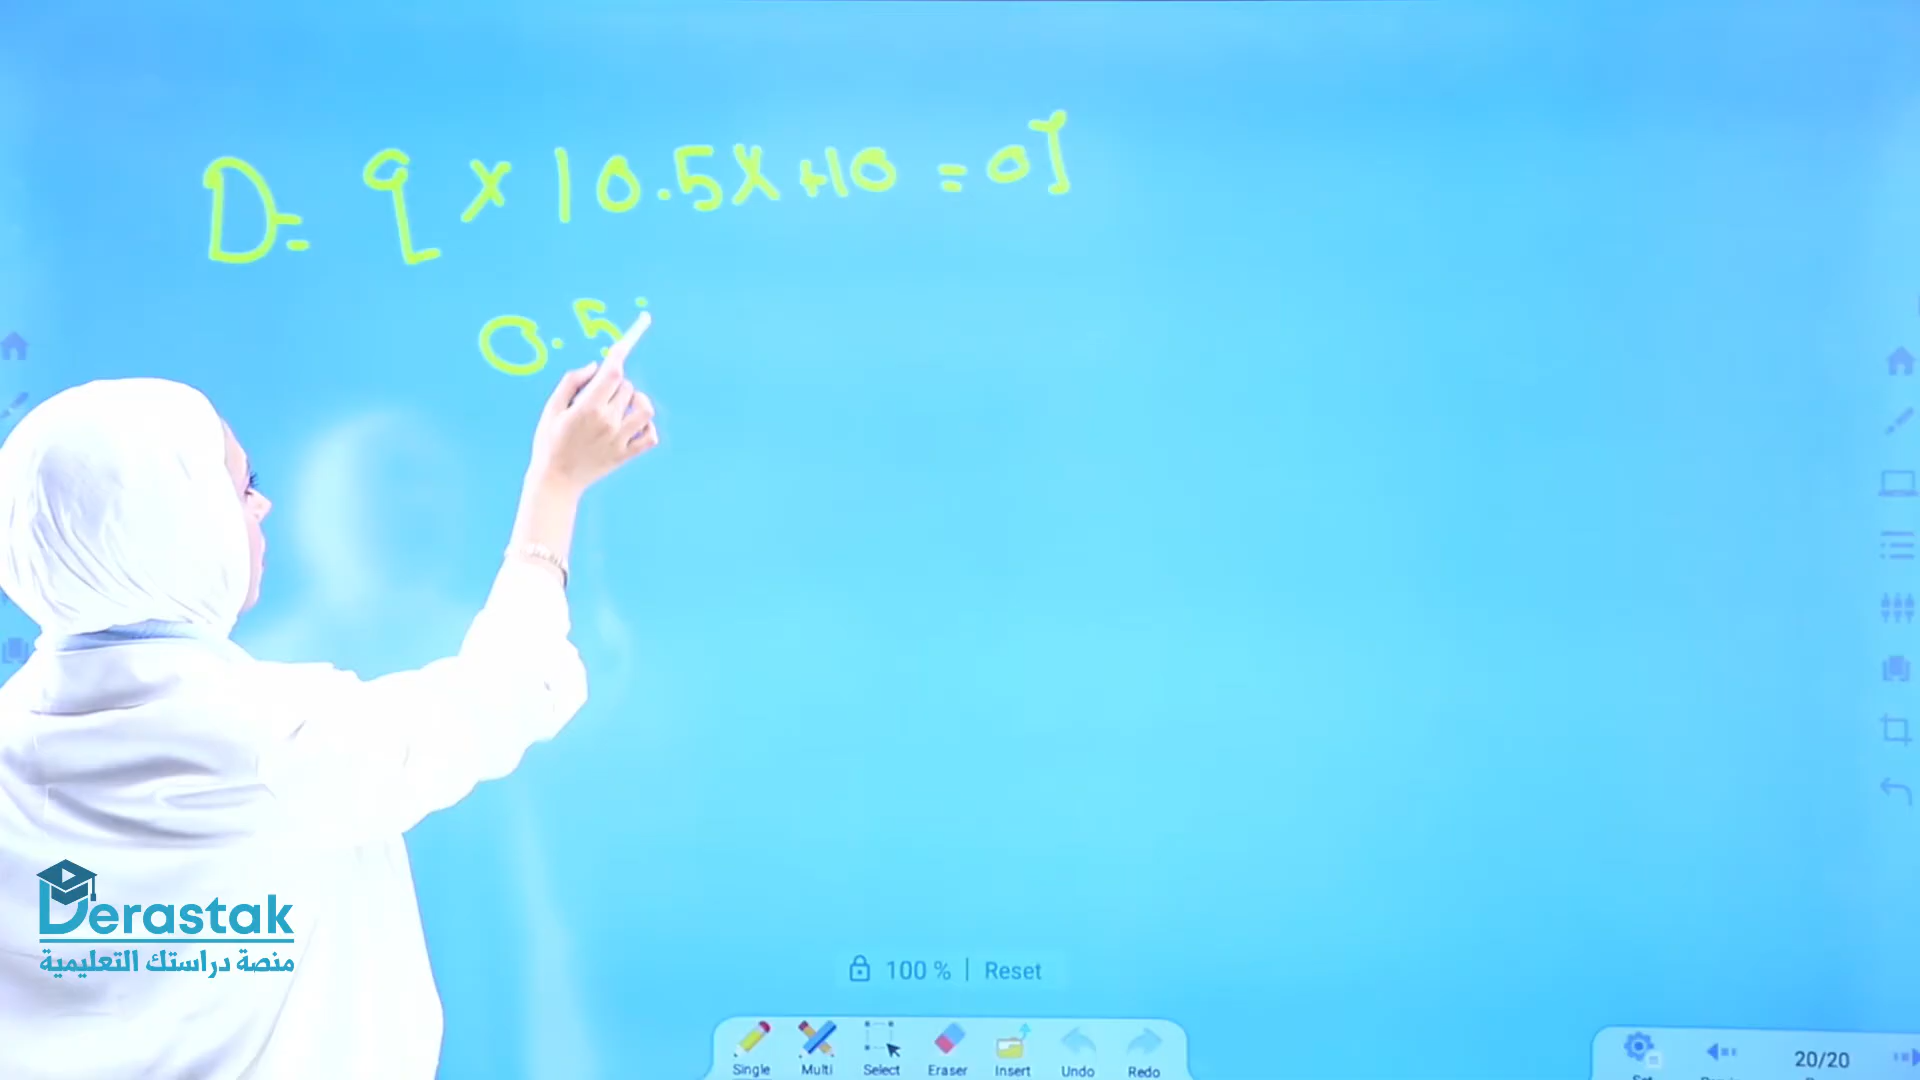 D = { x | 0.5x + 10 = 0 }
0.5
Derastak
منصة دراستك التعليمية
100 % | Reset
Single Multi Select Eraser Insert Undo Redo
20/20